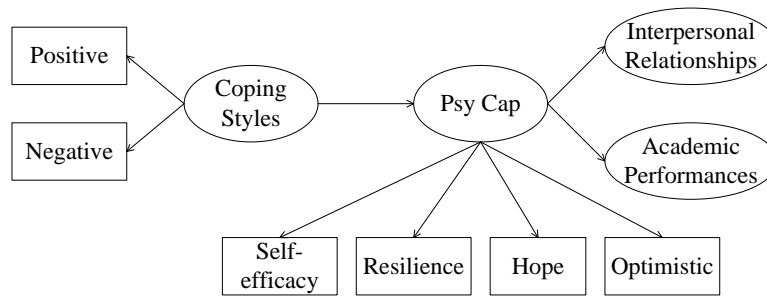 Positive
Negative
Coping
Styles
Psy Cap
Interpersonal
Relationships
Academic
Performances
Self-
efficacy
Resilience
Hope
Optimistic